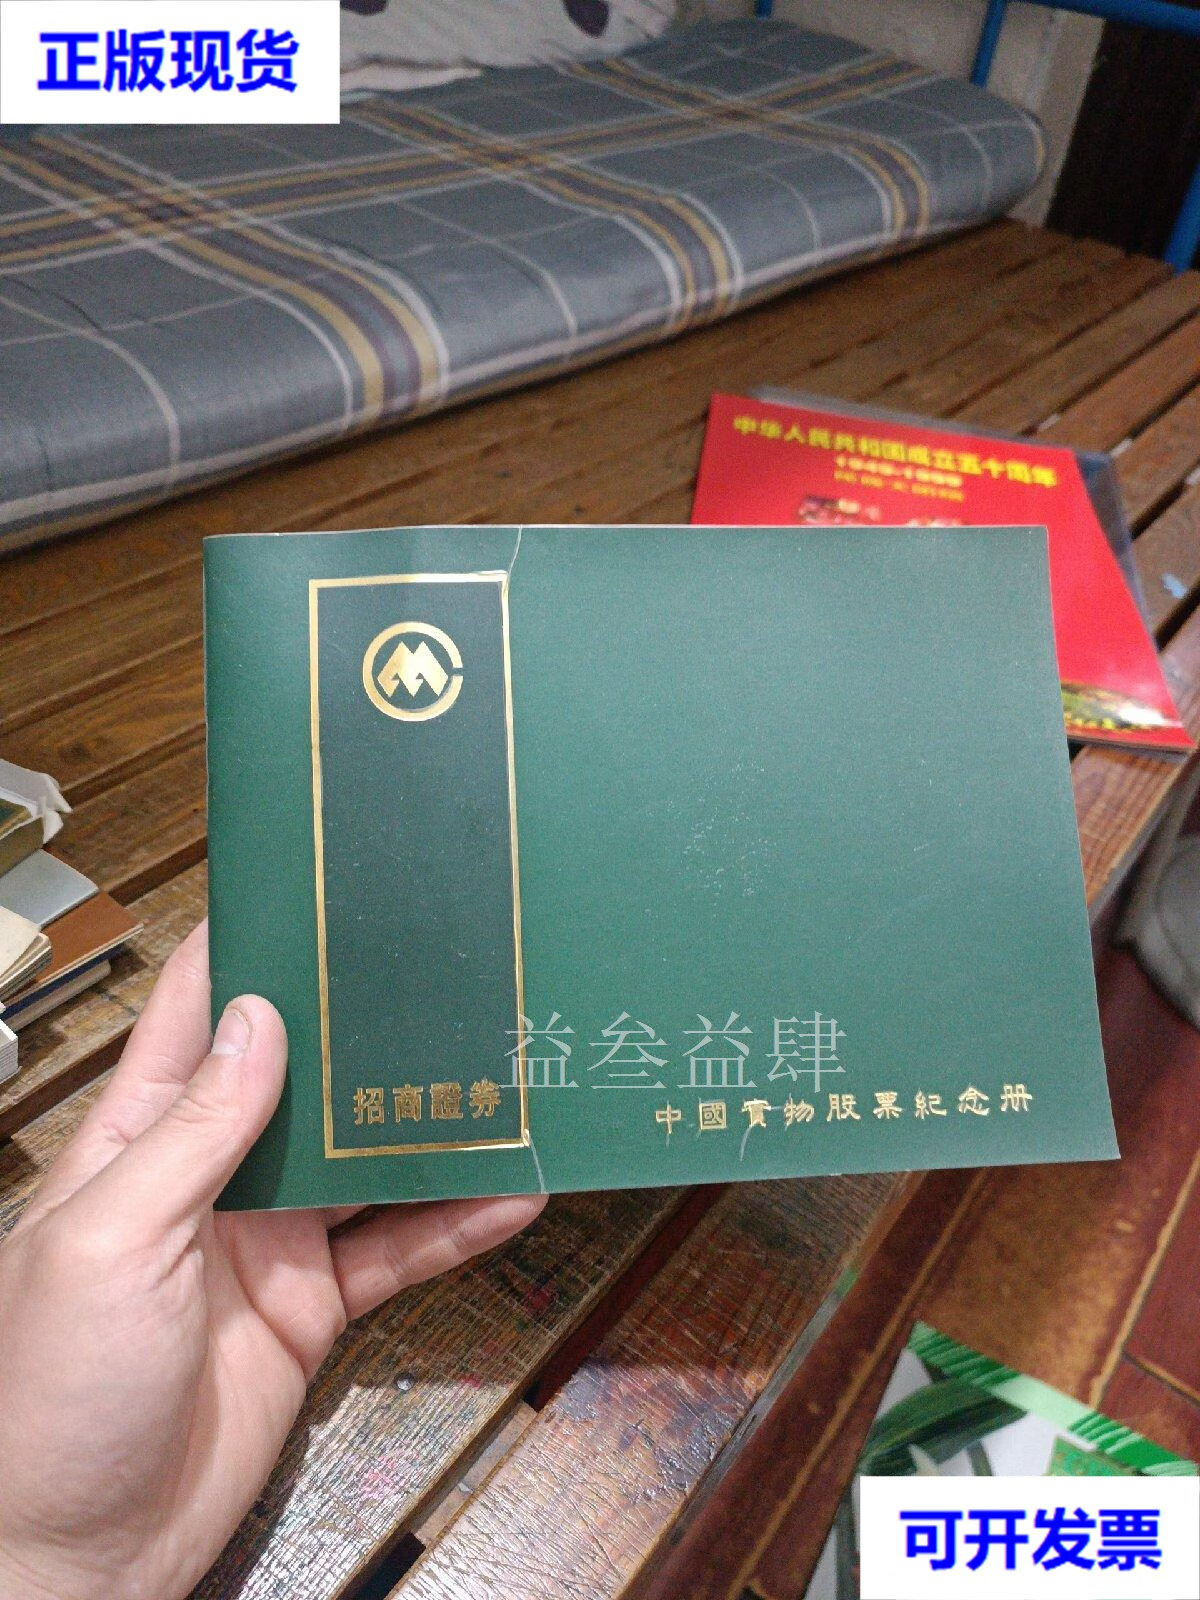 正版现货
中华人民共和国成立五十周年
1949-1999
招商證券
益叁益肆
中國實物股票紀念册
可开发票